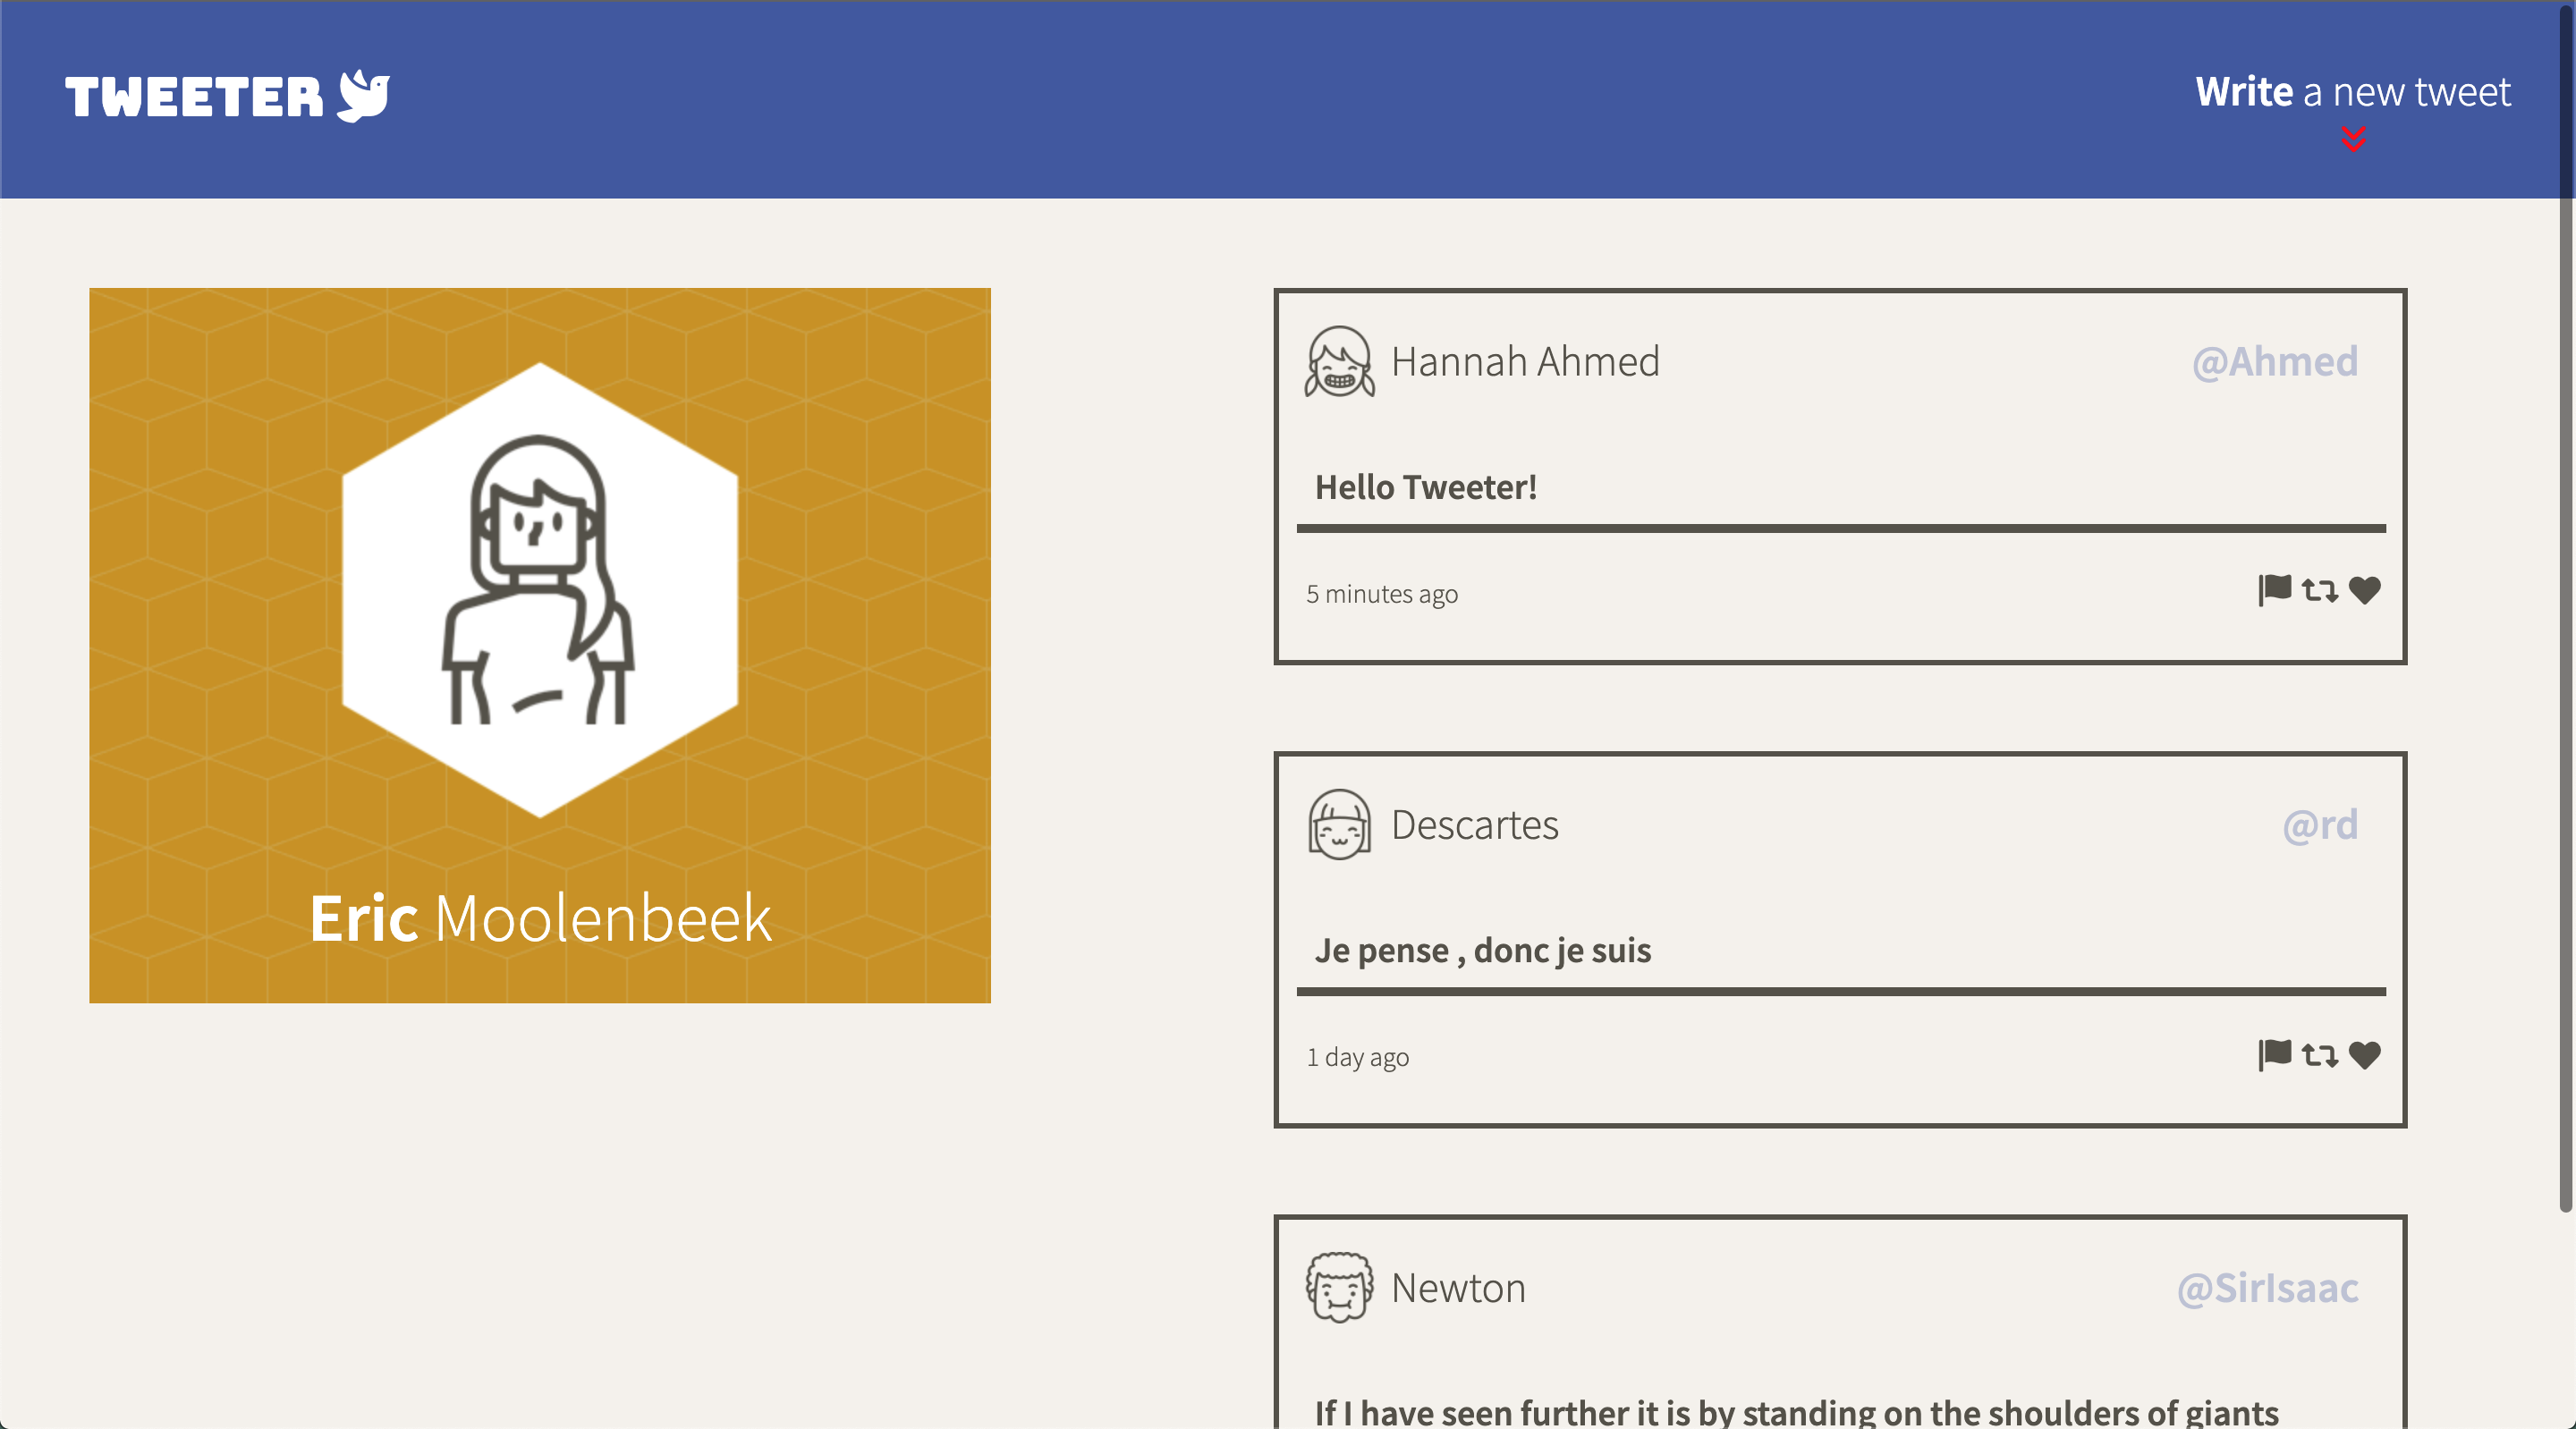 TWEETER
Write a new tweet
Eric Moolenbeek
Hannah Ahmed
@Ahmed
Hello Tweeter!
5 minutes ago
Descartes
@rd
Je pense , donc je suis
1 day ago
Newton
@SirIsaac
If I have seen further it is by standing on the shoulders of giants